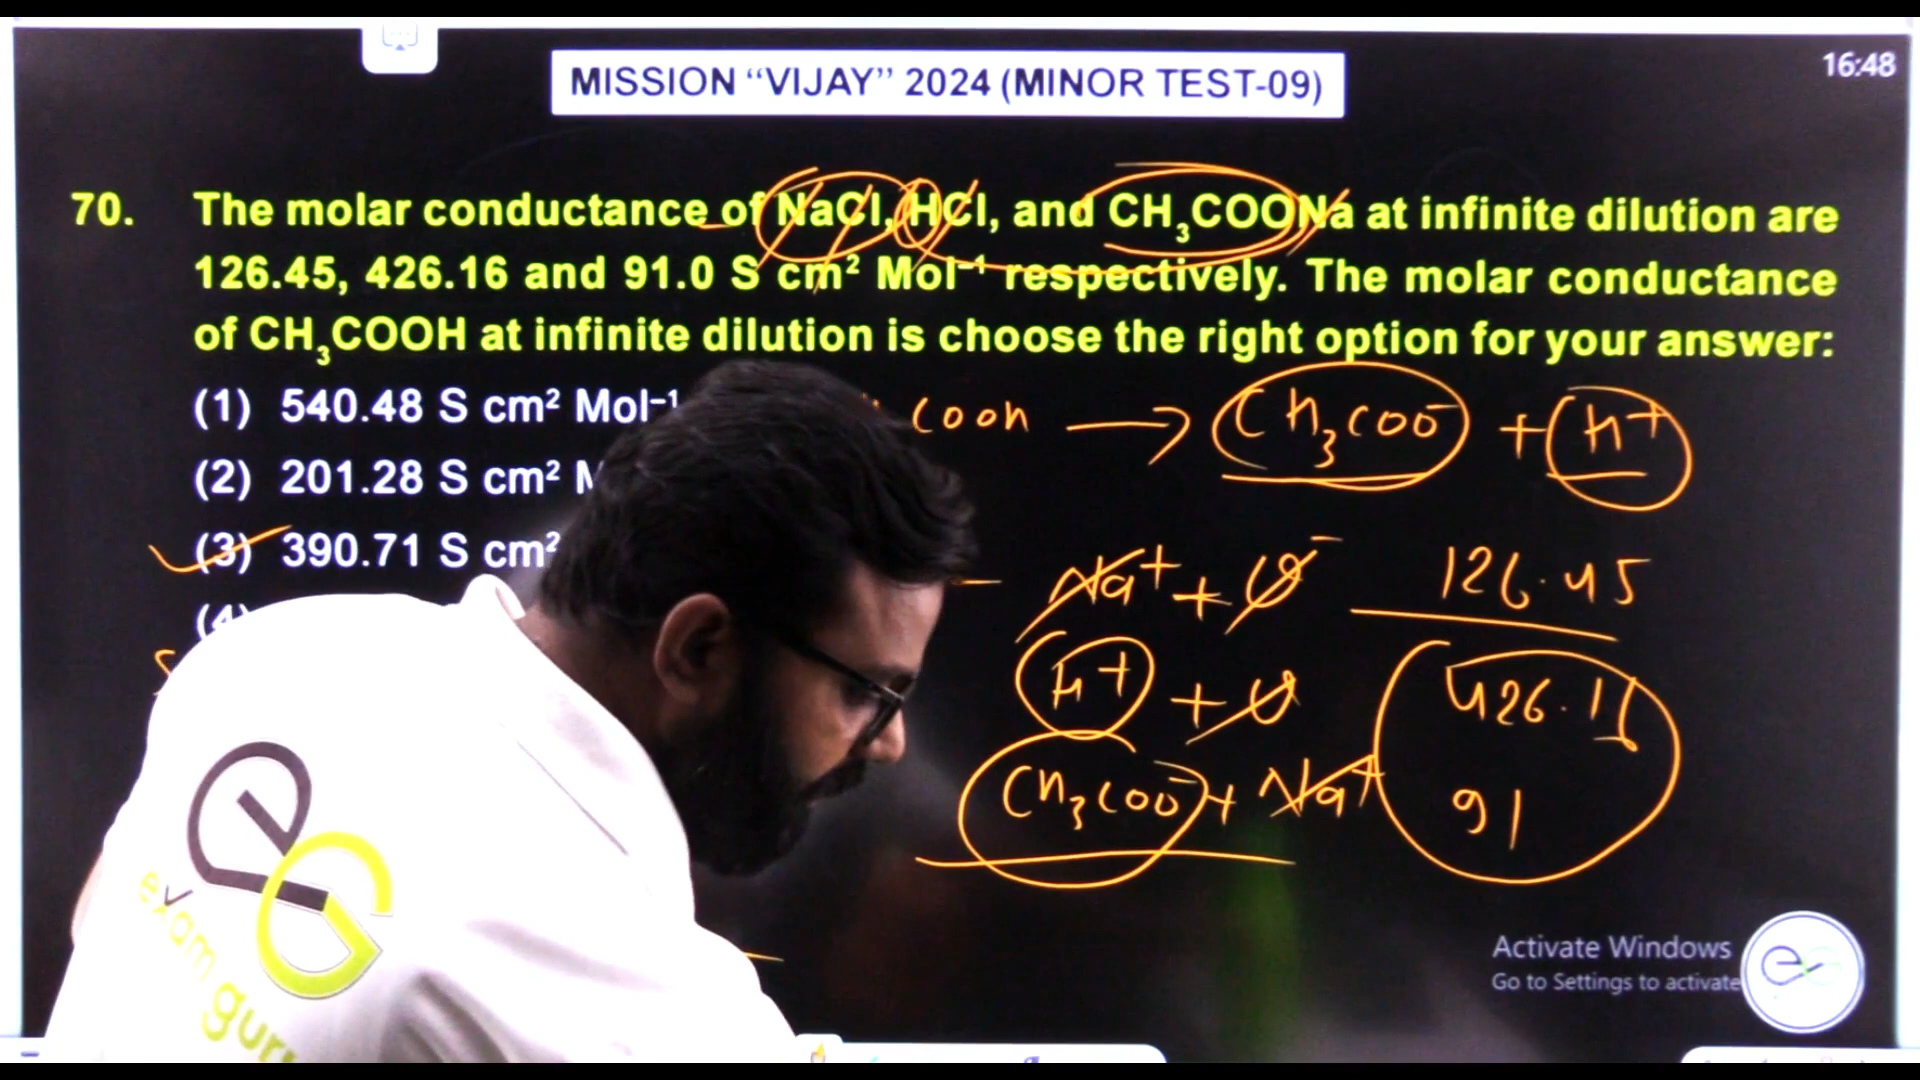 16:48
MISSION “VIJAY” 2024 (MINOR TEST-09)
70. The molar conductance of NaCl, HCl, and CH₃COONa at infinite dilution are
126.45, 426.16 and 91.0 S cm² Mol⁻¹ respectively. The molar conductance
of CH₃COOH at infinite dilution is choose the right option for your answer:
(1) 540.48 S cm² Mol⁻¹
(2) 201.28 S cm² M
(3) 390.71 S cm²
(4)
COOH → CH₃COO⁻ + H⁺
Na⁺ + Cl⁻ 126.45
H⁺ + Cl 426.16
CH₃COO⁻ + Na⁺ 91
exam guru
Activate Windows
Go to Settings to activate